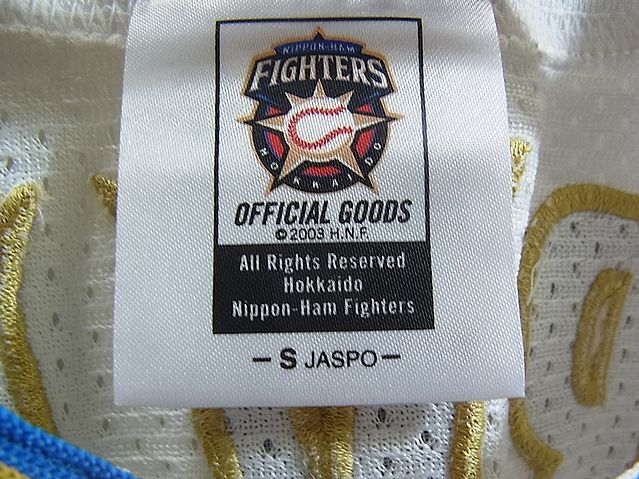 NIPPON-HAM
FIGHTERS
HOKKAIDO
OFFICIAL GOODS
© 2003 H.N.F.
All Rights Reserved
Hokkaido
Nippon-Ham Fighters
– S JASPO –